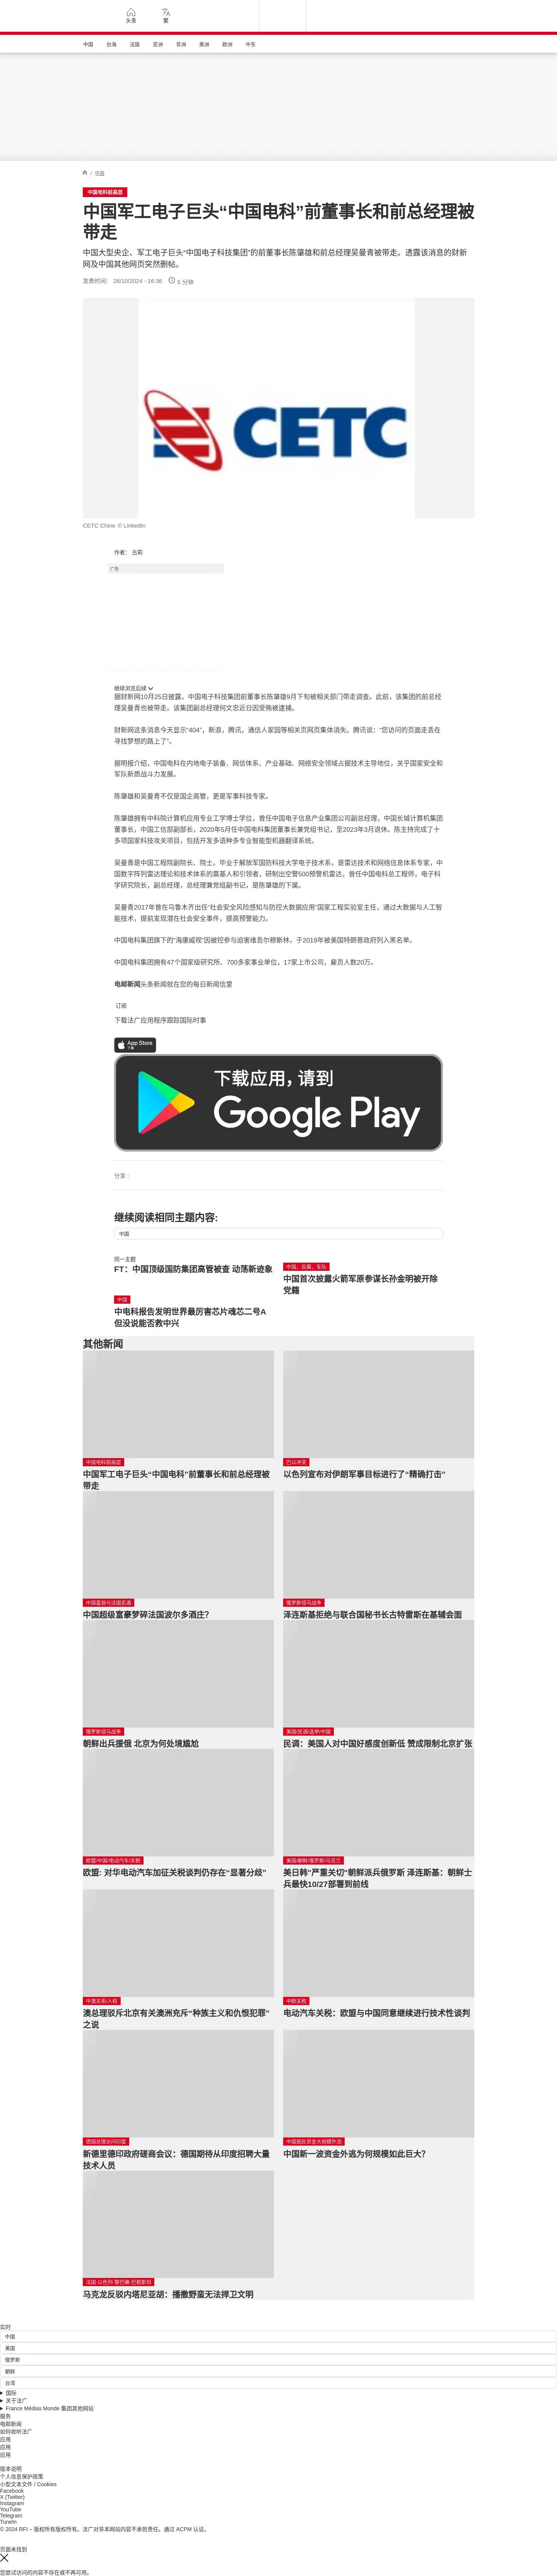 头条
繁
中国
台海
法国
亚洲
非洲
美洲
欧洲
中东
/ 中国
中国电科前高层
中国军工电子巨头“中国电科”前董事长和前总经理被
带走
中国大型央企、军工电子巨头“中国电子科技集团”的前董事长陈肇雄和前总经理吴曼青被带走。透露该消息的财新
网及中国其他网页突然删帖。
发表时间： 26/10/2024 - 16:36 5 分钟
CETC
CETC Chine © LinkedIn
作者： 古莉
广告
继续浏览后续
据财新网10月25日披露，中国电子科技集团前董事长陈肇雄9月下旬被相关部门带走调查。此前，该集团的前总经
理吴曼青也被带走。该集团副总经理何文忠近日因受贿被逮捕。
财新网这条消息今天显示“404”，新浪，腾讯，通信人家园等相关页网页集体消失。腾讯说：“您访问的页面走丢在
寻找梦想的路上了”。
据明报介绍，中国电科在内地电子装备、网信体系、产业基础、网络安全领域占据技术主导地位，关乎国家安全和
军队新质战斗力发展。
陈肇雄和吴曼青不仅是国企高管，更是军事科技专家。
陈肇雄拥有中科院计算机应用专业工学博士学位，曾任中国电子信息产业集团公司副总经理，中国长城计算机集团
董事长，中国工信部副部长，2020年5月任中国电科集团董事长兼党组书记，至2023年3月退休。陈主持完成了十
多项国家科技攻关项目，包括开发多语种多专业智能型机器翻译系统。
吴曼青是中国工程院副院长、院士，毕业于解放军国防科技大学电子技术系，是雷达技术和网络信息体系专家，中
国数字阵列雷达理论和技术体系的奠基人和引领者，研制出空警500预警机雷达，曾任中国电科总工程师，电子科
学研究院长，副总经理，总经理兼党组副书记，是陈肇雄的下属。
吴曼青2017年曾在乌鲁木齐出任“社会安全风险感知与防控大数据应用”国家工程实验室主任，通过大数据与人工智
能技术，提前发现潜在社会安全事件，提高预警能力。
中国电科集团旗下的“海康威视”因被控参与迫害维吾尔穆斯林，于2019年被美国特朗普政府列入黑名单。
中国电科集团拥有47个国家级研究所、700多家事业单位，17家上市公司，雇员人数20万。
电邮新闻头条新闻就在您的每日新闻信里
订阅
下载法广应用程序跟踪国际时事
App Store
下载
下载应用，请到
Google Play
分享 :
继续阅读相同主题内容:
中国
同一主题
FT：中国顶级国防集团高管被查 动荡新迹象
中国、反腐、军队
中国首次披露火箭军原参谋长孙金明被开除
党籍
中国
中电科报告发明世界最厉害芯片魂芯二号A
但没说能否救中兴
其他新闻
中国电科前高层
中国军工电子巨头“中国电科”前董事长和前总经理被
带走
巴以冲突
以色列宣布对伊朗军事目标进行了“精确打击”
中国富翁与法国名酒
中国超级富豪梦碎法国波尔多酒庄？
俄罗斯侵乌战争
泽连斯基拒绝与联合国秘书长古特雷斯在基辅会面
俄罗斯侵乌战争
朝鲜出兵援俄 北京为何处境尴尬
美国/民调/选举/中国
民调：美国人对中国好感度创新低 赞成限制北京扩张
欧盟/中国/电动汽车/关税
欧盟: 对华电动汽车加征关税谈判仍存在“显著分歧”
美国/朝鲜/俄罗斯/乌克兰
美日韩"严重关切"朝鲜派兵俄罗斯 泽连斯基：朝鲜士
兵最快10/27部署到前线
中澳关系/人权
澳总理驳斥北京有关澳洲充斥“种族主义和仇恨犯罪”
之说
中欧关税
电动汽车关税：欧盟与中国同意继续进行技术性谈判
德国总理访问印度
新德里德印政府磋商会议：德国期待从印度招聘大量
技术人员
中国居民资金大规模外流
中国新一波资金外逃为何规模如此巨大？
法国-以色列-黎巴嫩-巴勒斯坦
马克龙反驳内塔尼亚胡：播撒野蛮无法捍卫文明
实时
中国
美国
俄罗斯
朝鲜
台湾
国际
关于法广
France Médias Monde 集团其他网站
服务
电邮新闻
如何收听法广
应用
应用
应用
版本说明
个人信息保护政策
小型文本文件 / Cookies
Facebook
X (Twitter)
Instagram
YouTube
Telegram
TuneIn
© 2024 RFI – 版权所有版权所有。法广对非本网站内容不承担责任。通过 ACPM 认证。
页面未找到
您尝试访问的内容不存在或不再可用。